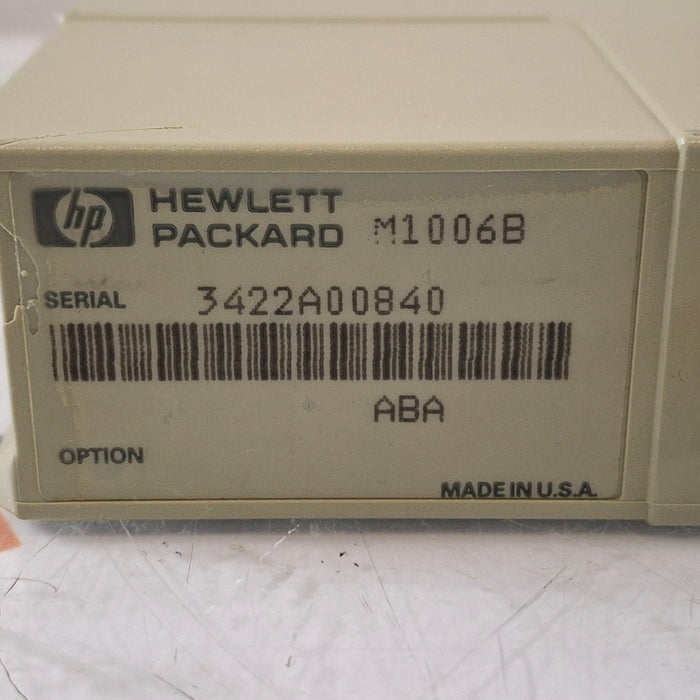 hp HEWLETT
PACKARD M1006B
SERIAL 3422A00840
ABA
OPTION
MADE IN U.S.A.